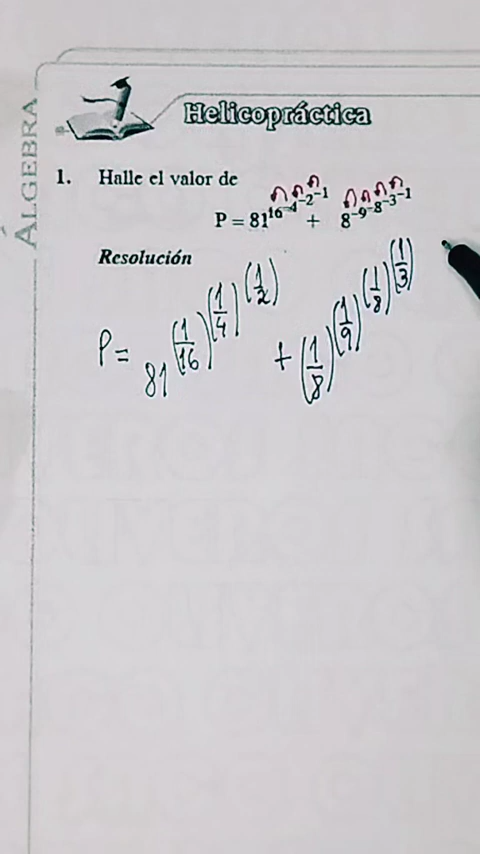 ÁLGEBRA
Helicopráctica
1. Halle el valor de
P = 81^16^-4^-2^-1 + 8^-9^-8^-3^-1
Resolución
P = 81^(1/16)^(1/4)^(1/2) + (1/8)^(1/9)^(1/8)^(1/3)